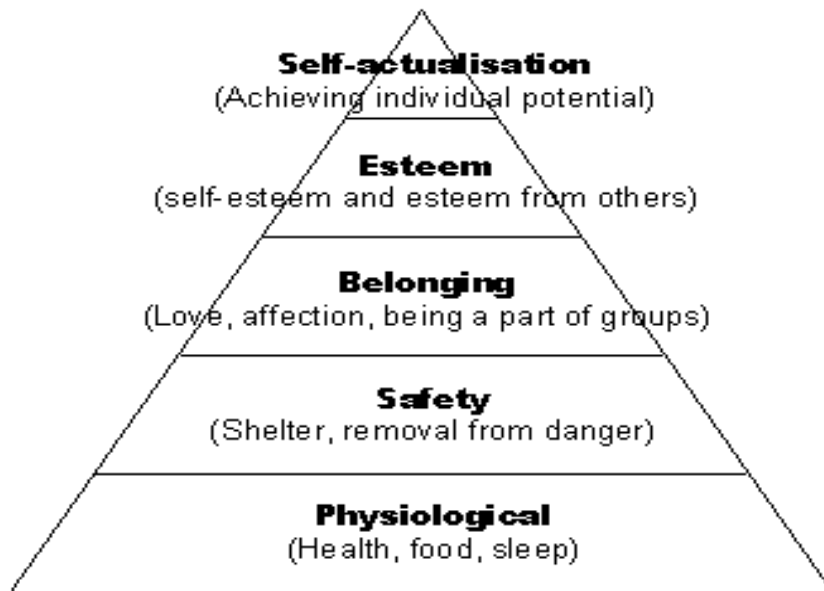 Self-actualisation
(Achieving individual potential)
Esteem
(self-esteem and esteem from others)
Belonging
(Love, affection, being a part of groups)
Safety
(Shelter, removal from danger)
Physiological
(Health, food, sleep)